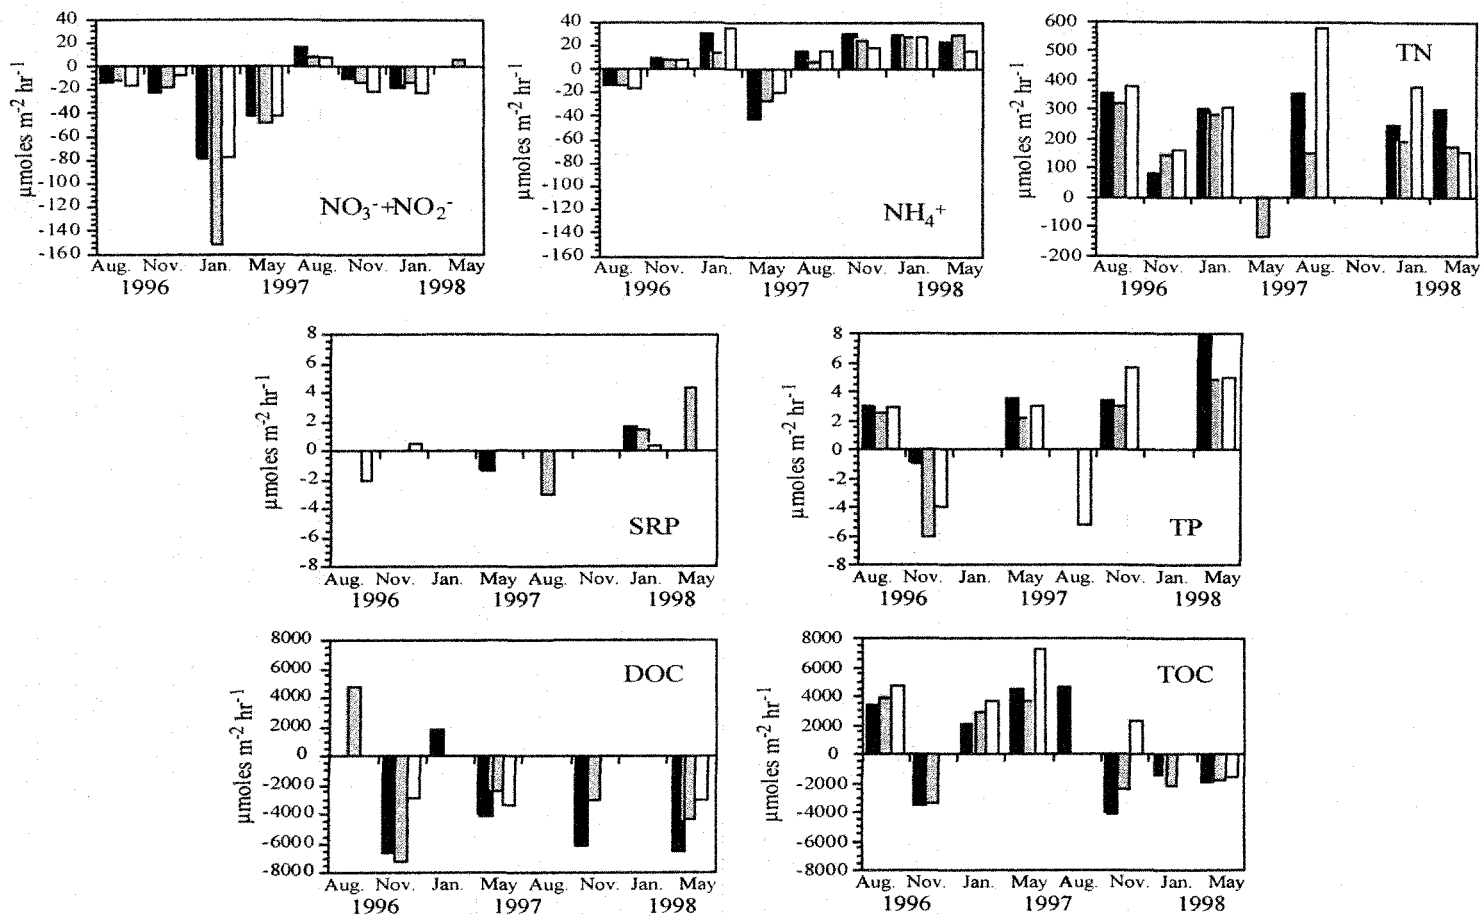 40
20
0
-20
-40
-60
-80
-100
-120
-140
-160
µmoles m-2 hr-1
NO3-+NO2-
Aug. Nov. Jan. May Aug. Nov. Jan. May
1996 1997 1998
40
20
0
-20
-40
-60
-80
-100
-120
-140
-160
µmoles m-2 hr-1
NH4+
Aug. Nov. Jan. May Aug. Nov. Jan. May
1996 1997 1998
600
500
400
300
200
100
0
-100
-200
µmoles m-2 hr-1
TN
Aug. Nov. Jan. May Aug. Nov. Jan. May
1996 1997 1998
8
6
4
2
0
-2
-4
-6
-8
µmoles m-2 hr-1
SRP
Aug. Nov. Jan. May Aug. Nov. Jan. May
1996 1997 1998
8
6
4
2
0
-2
-4
-6
-8
µmoles m-2 hr-1
TP
Aug. Nov. Jan. May Aug. Nov. Jan. May
1996 1997 1998
8000
6000
4000
2000
0
-2000
-4000
-6000
-8000
µmoles m-2 hr-1
DOC
Aug. Nov. Jan. May Aug. Nov. Jan. May
1996 1997 1998
8000
6000
4000
2000
0
-2000
-4000
-6000
-8000
µmoles m-2 hr-1
TOC
Aug. Nov. Jan. May Aug. Nov. Jan. May
1996 1997 1998